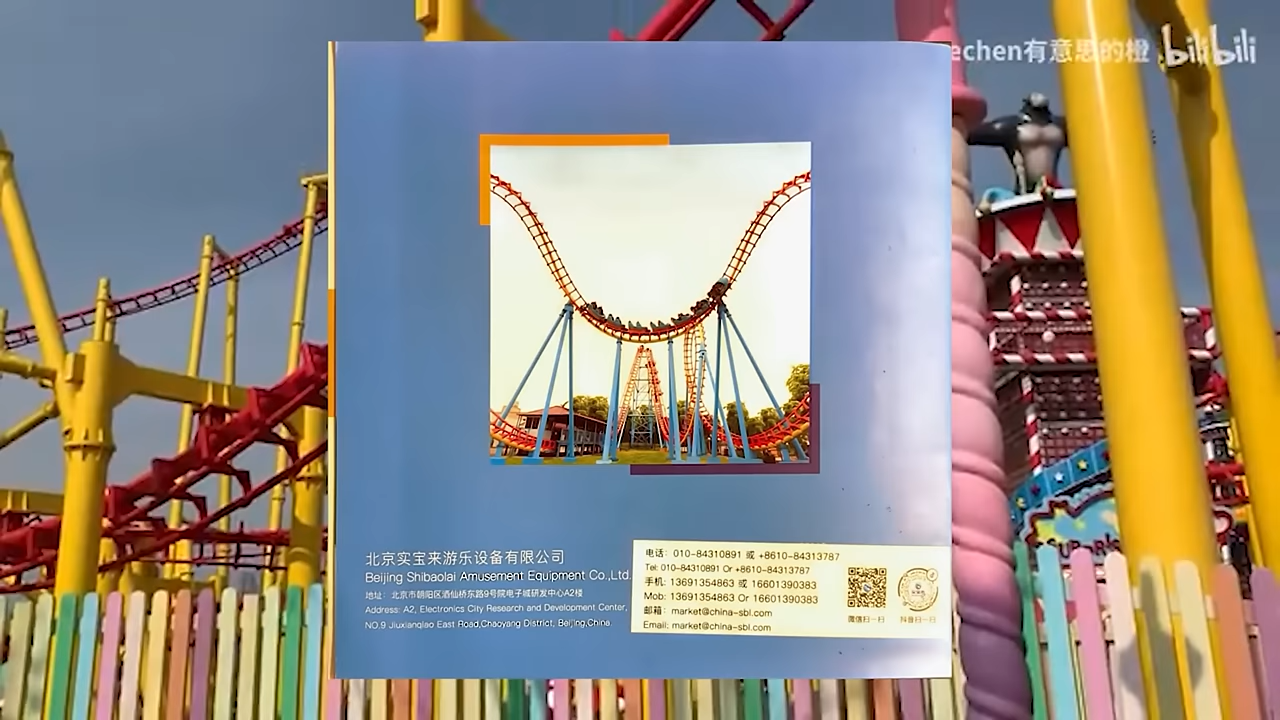 echen有意思的橙 bilibili
北京实宝来游乐设备有限公司
Beijing Shibaolai Amusement Equipment Co.,Ltd.
地址：北京市朝阳区酒仙桥东路9号院电子城研发中心A2楼
Address: A2, Electronics City Research and Development Center,
NO.9 Jiuxianqiao East Road,Chaoyang District, Beijing,China.
电话：010-84310891 或 +8610-84313787
Tel: 010-84310891 Or +8610-84313787
手机：13691354863 或 16601390383
Mob: 13691354863 Or 16601390383
邮箱：market@china-sbl.com
Email: market@china-sbl.com
微信扫一扫
抖音扫一扫